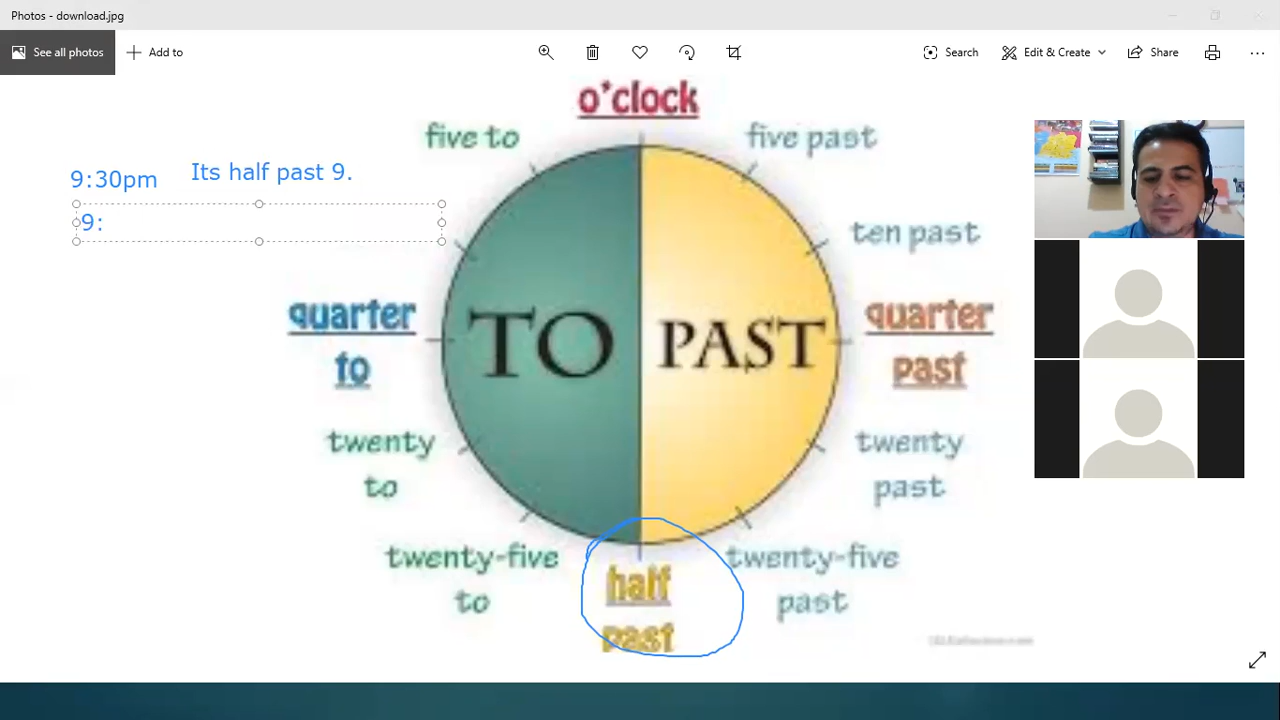 Photos - download.jpg
See all photos
Add to
Search
Edit & Create
Share
o'clock
five to
five past
9:30pm
Its half past 9.
9:
ten past
quarter
to
TO
PAST
quarter
past
twenty
to
twenty
past
twenty-five
to
half
past
twenty-five
past